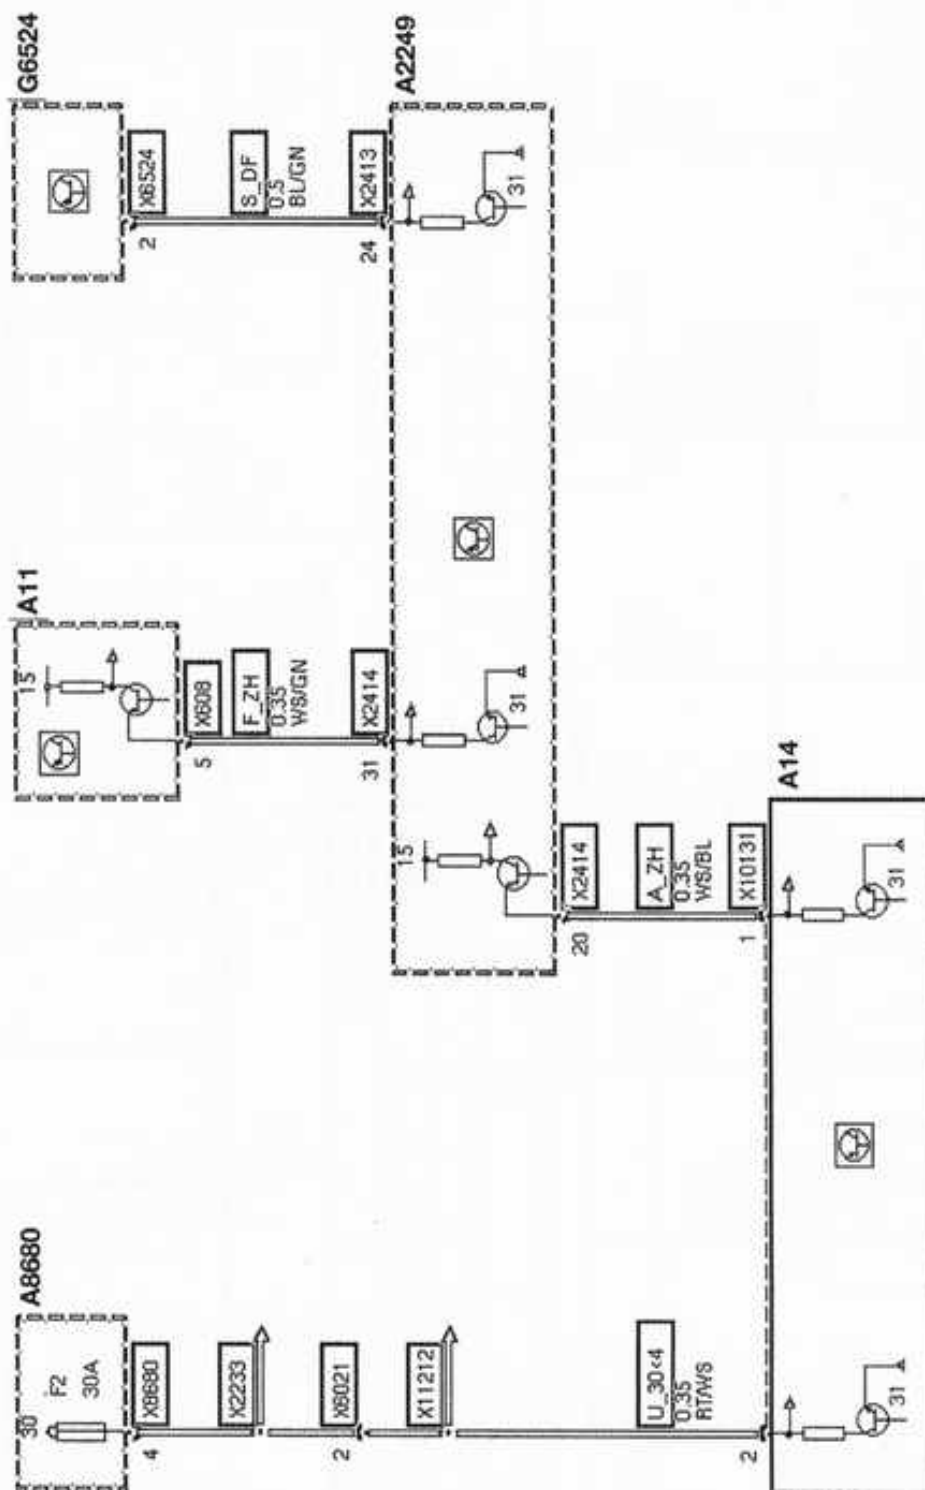 A8680
30
F2
30A
4
X8680
X2233
2
X6021
X11212
U_30<4
0.35
RT/WS
2
31
A11
15
5
X608
F_ZH
0.35
WS/GN
31
X2414
31
G6524
2
X6524
S_DF
0.5
BL/GN
24
X2413
31
A2249
15
20
X2414
A_ZH
0.35
WS/BL
1
X10131
31
A14